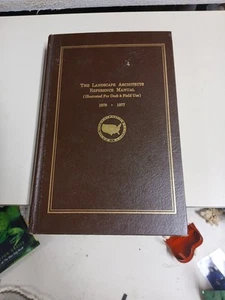 THE LANDSCAPE ARCHITECTS
REFERENCE MANUAL
(Illustrated For Desk & Field Use)
1976 • 1977